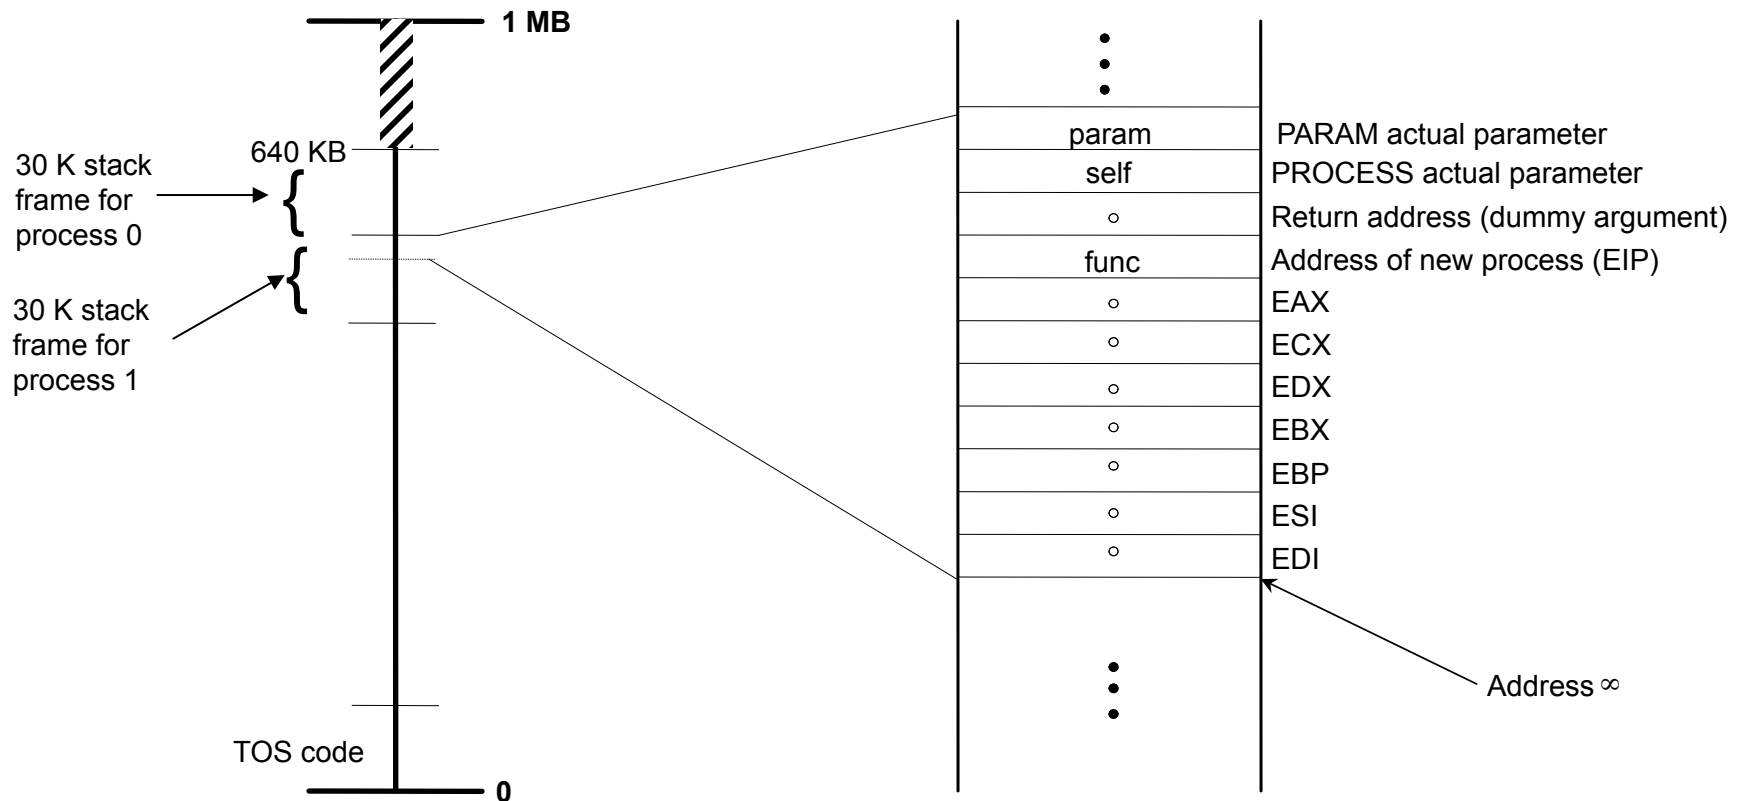 1 MB
640 KB
30 K stack
frame for
process 0
30 K stack
frame for
process 1
TOS code
0
param
PARAM actual parameter
self
PROCESS actual parameter
Return address (dummy argument)
func
Address of new process (EIP)
EAX
ECX
EDX
EBX
EBP
ESI
EDI
Address ∞